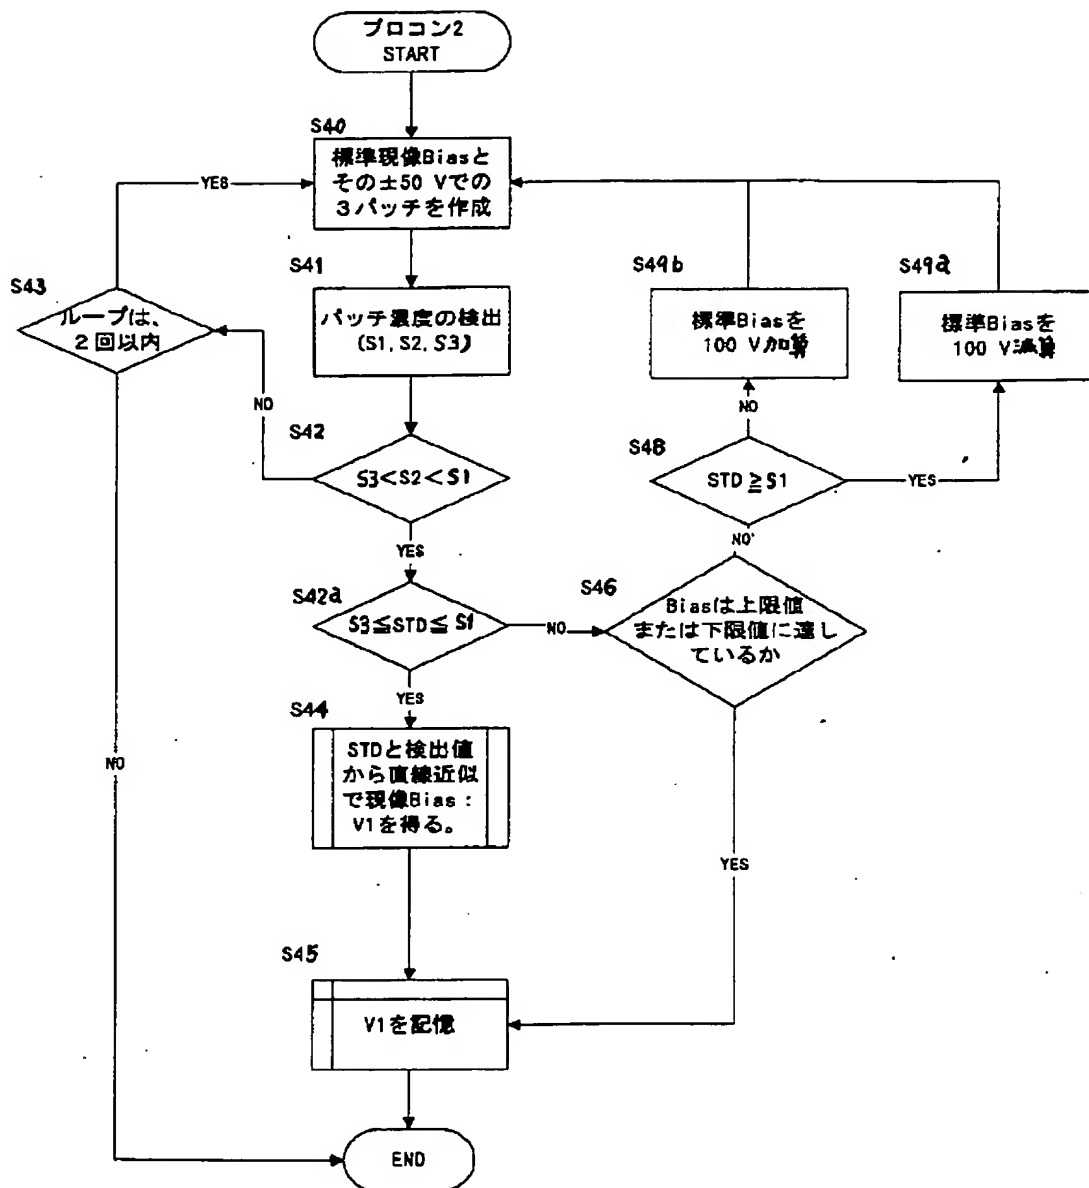 プロコン2
START
S40
標準現像Biasと
その±50 Vでの
3パッチを作成
YES
S41
S49b
S49a
S43
ループは、
2回以内
パッチ濃度の検出
(S1, S2, S3)
標準Biasを
100 V加算
標準Biasを
100 V減算
NO
NO
S42
S48
S3<S2<S1
STD≧S1
YES
YES
NO
S42a
S46
S3≦STD≦S1
NO
Biasは上限値
または下限値に達し
ているか
YES
S44
STDと検出値
から直線近似
で現像Bias:
V1を得る。
NO
YES
S45
V1を記憶
END